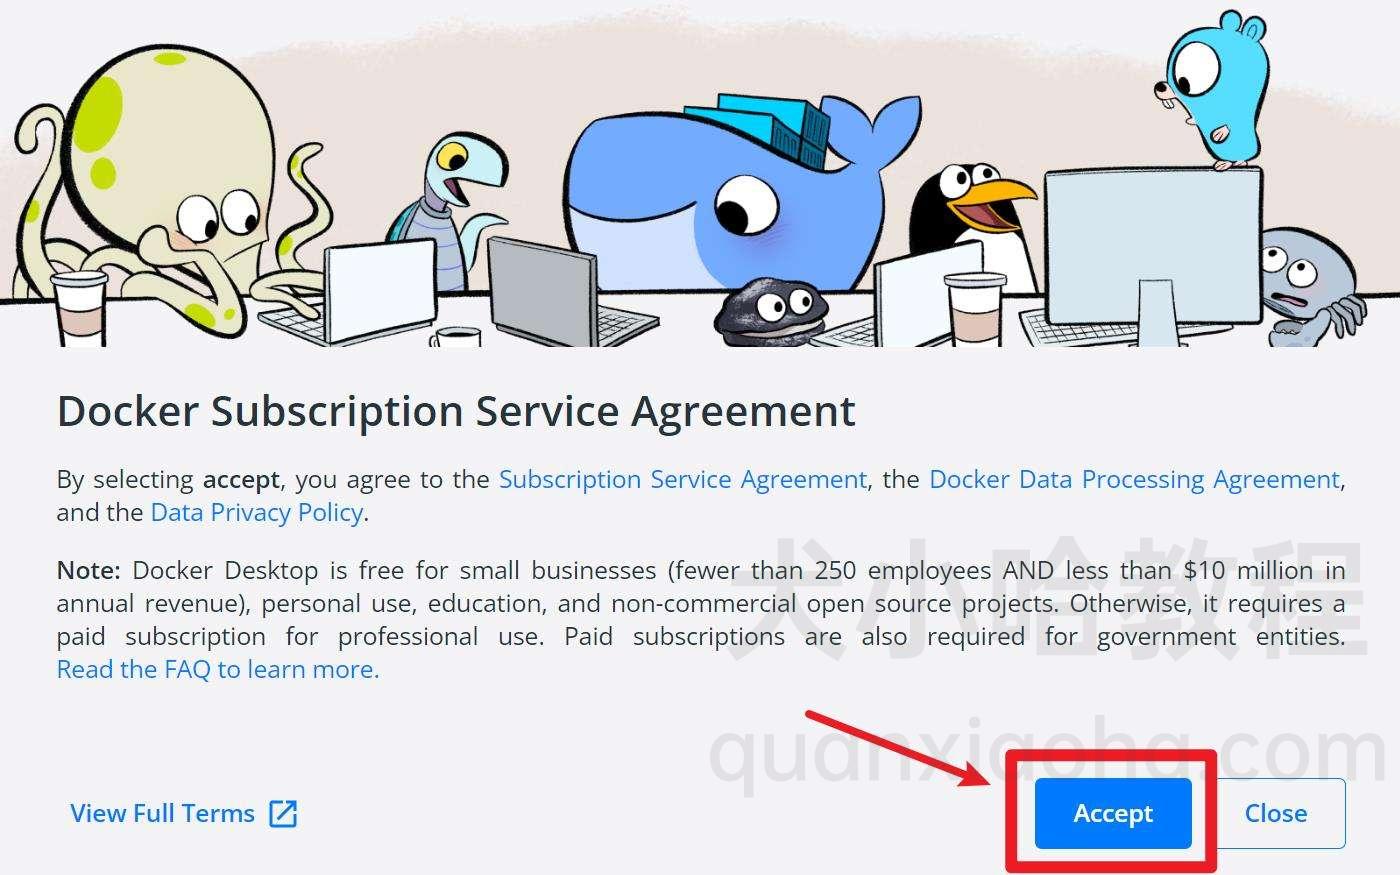 Docker Subscription Service Agreement
By selecting accept, you agree to the Subscription Service Agreement, the Docker Data Processing Agreement,
and the Data Privacy Policy.
Note: Docker Desktop is free for small businesses (fewer than 250 employees AND less than $10 million in
annual revenue), personal use, education, and non-commercial open source projects. Otherwise, it requires a
paid subscription for professional use. Paid subscriptions are also required for government entities.
Read the FAQ to learn more.
犬小哈教程
quanxiaoha.com
View Full Terms
Accept
Close